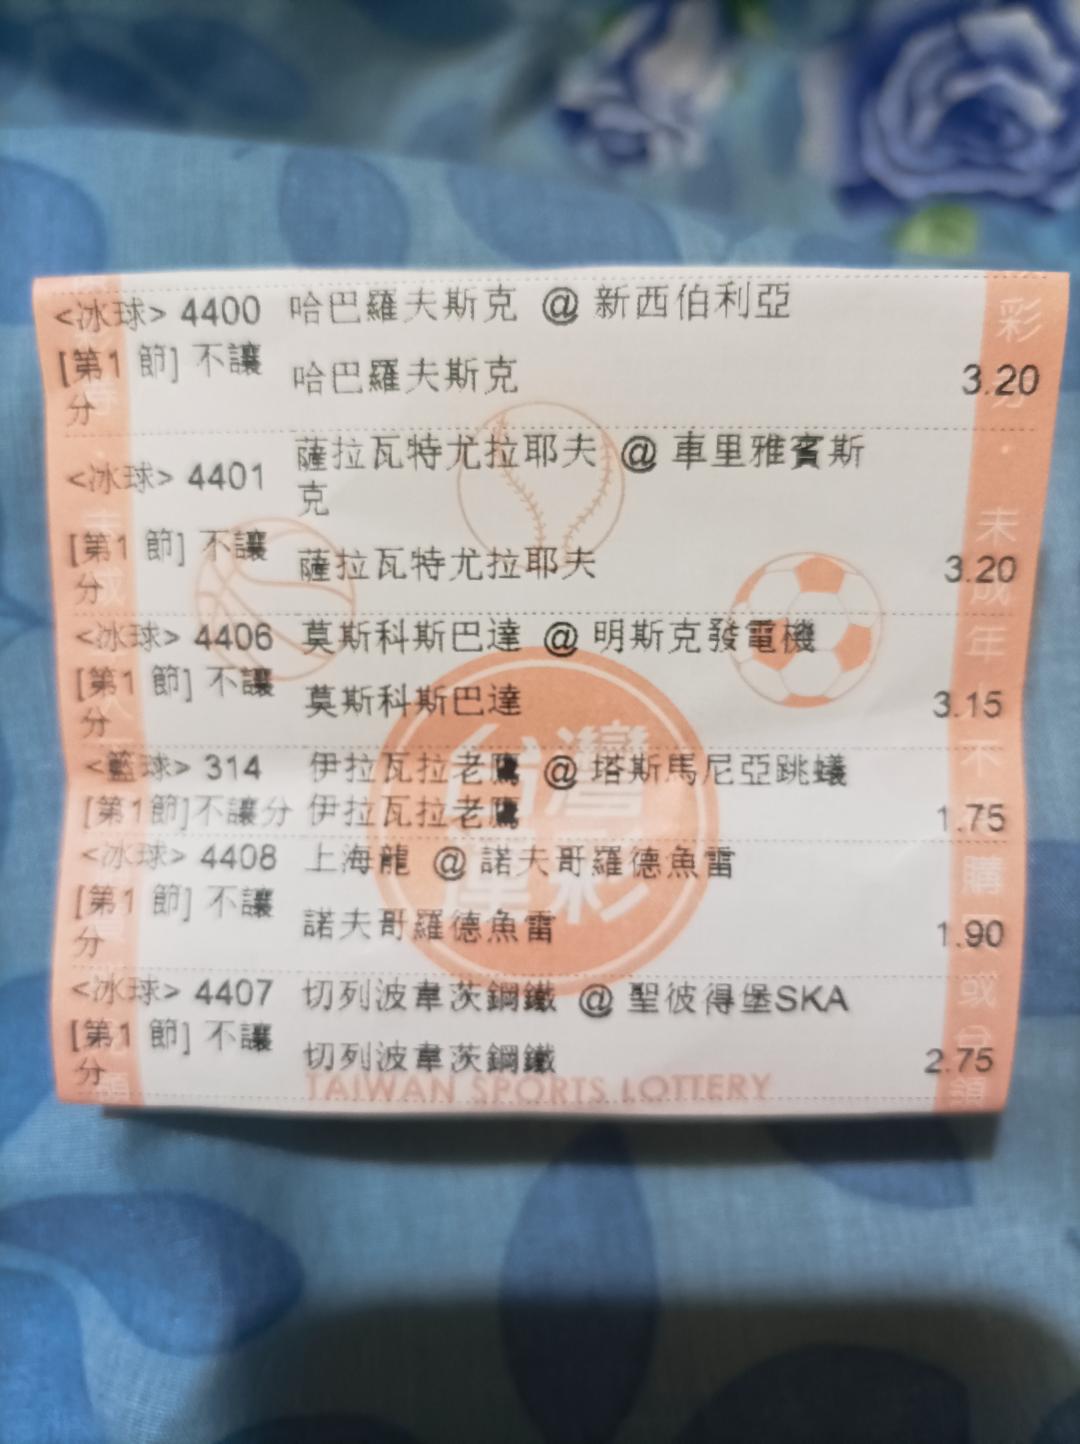 <冰球> 4400 哈巴羅夫斯克 @ 新西伯利亞
[第1 節] 不讓分 哈巴羅夫斯克 3.20
<冰球> 4401 薩拉瓦特尤拉耶夫 @ 車里雅賓斯克
[第1 節] 不讓分 薩拉瓦特尤拉耶夫 3.20
<冰球> 4406 莫斯科斯巴達 @ 明斯克發電機
[第1 節] 不讓分 莫斯科斯巴達 3.15
<籃球> 314 伊拉瓦拉老鷹 @ 塔斯馬尼亞跳蟻
[第1節]不讓分 伊拉瓦拉老鷹 1.75
<冰球> 4408 上海龍 @ 諾夫哥羅德魚雷
[第1 節] 不讓分 諾夫哥羅德魚雷 1.90
<冰球> 4407 切列波韋茨鋼鐵 @ 聖彼得堡SKA
[第1 節] 不讓分 切列波韋茨鋼鐵 2.75
台灣
運彩
TAIWAN SPORTS LOTTERY